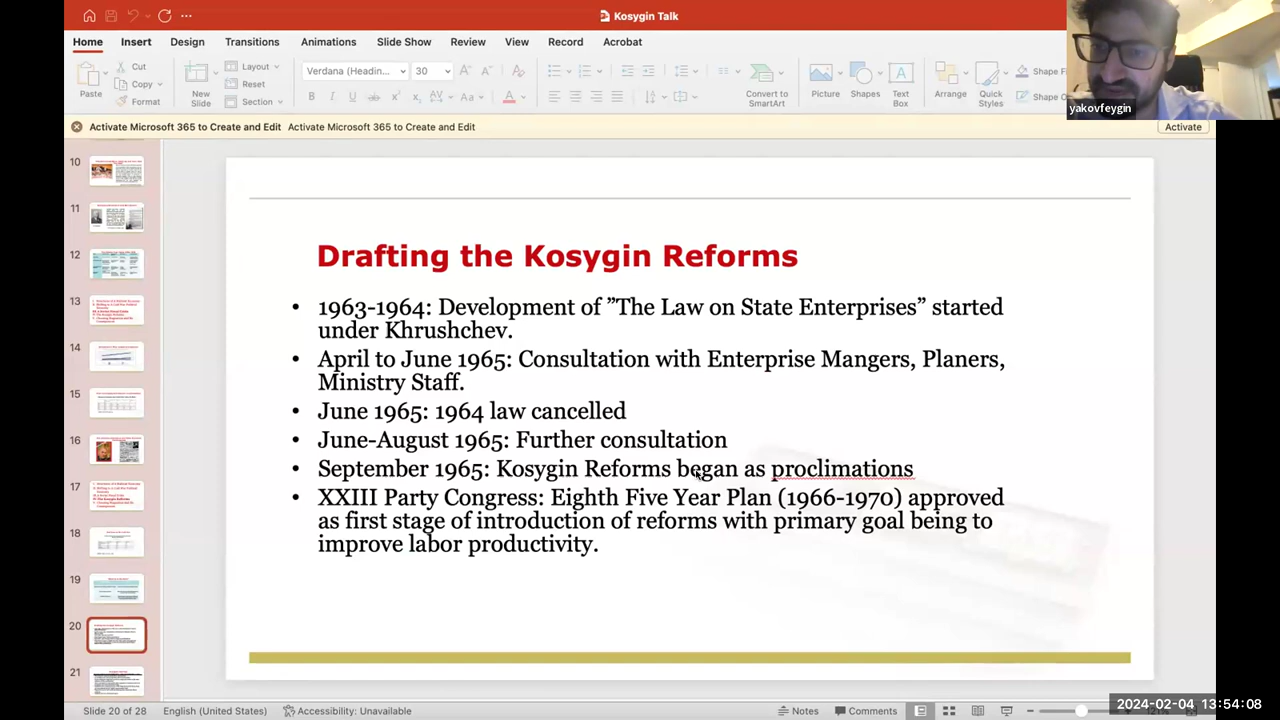 Kosygin Talk
Home Insert Design Transitions Animations Slide Show Review View Record Acrobat
Paste Cut Copy Format New Slide Layout Reset Section Verdana (Headin... 30 Convert to SmartArt Picture Shapes Text Box Arrange Quick Styles Shape F Shape O
yakovfeygin
Activate Microsoft 365 to Create and Edit Activate Microsoft 365 to Create and Edit Activate
10
11
12
13
14
15
16
17
18
19
20
21
Drafting the Kosygin Reforms
• 1963-1964: Development of ”The Law on State Enterprises” started
under Khrushchev.
• April to June 1965: Consultation with Enterprise Mangers, Planers,
Ministry Staff.
• June 1965: 1964 law cancelled
• June-August 1965: Further consultation
• September 1965: Kosygin Reforms began as proclimations
• XXIII Party Congress: Eighth Five Year Plan (1966-1970) approved
as first stage of introduction of reforms with primary goal being to
improve labor productivity.
Slide 20 of 28 English (United States) Accessibility: Unavailable Notes Comments
2024-02-04 13:54:08